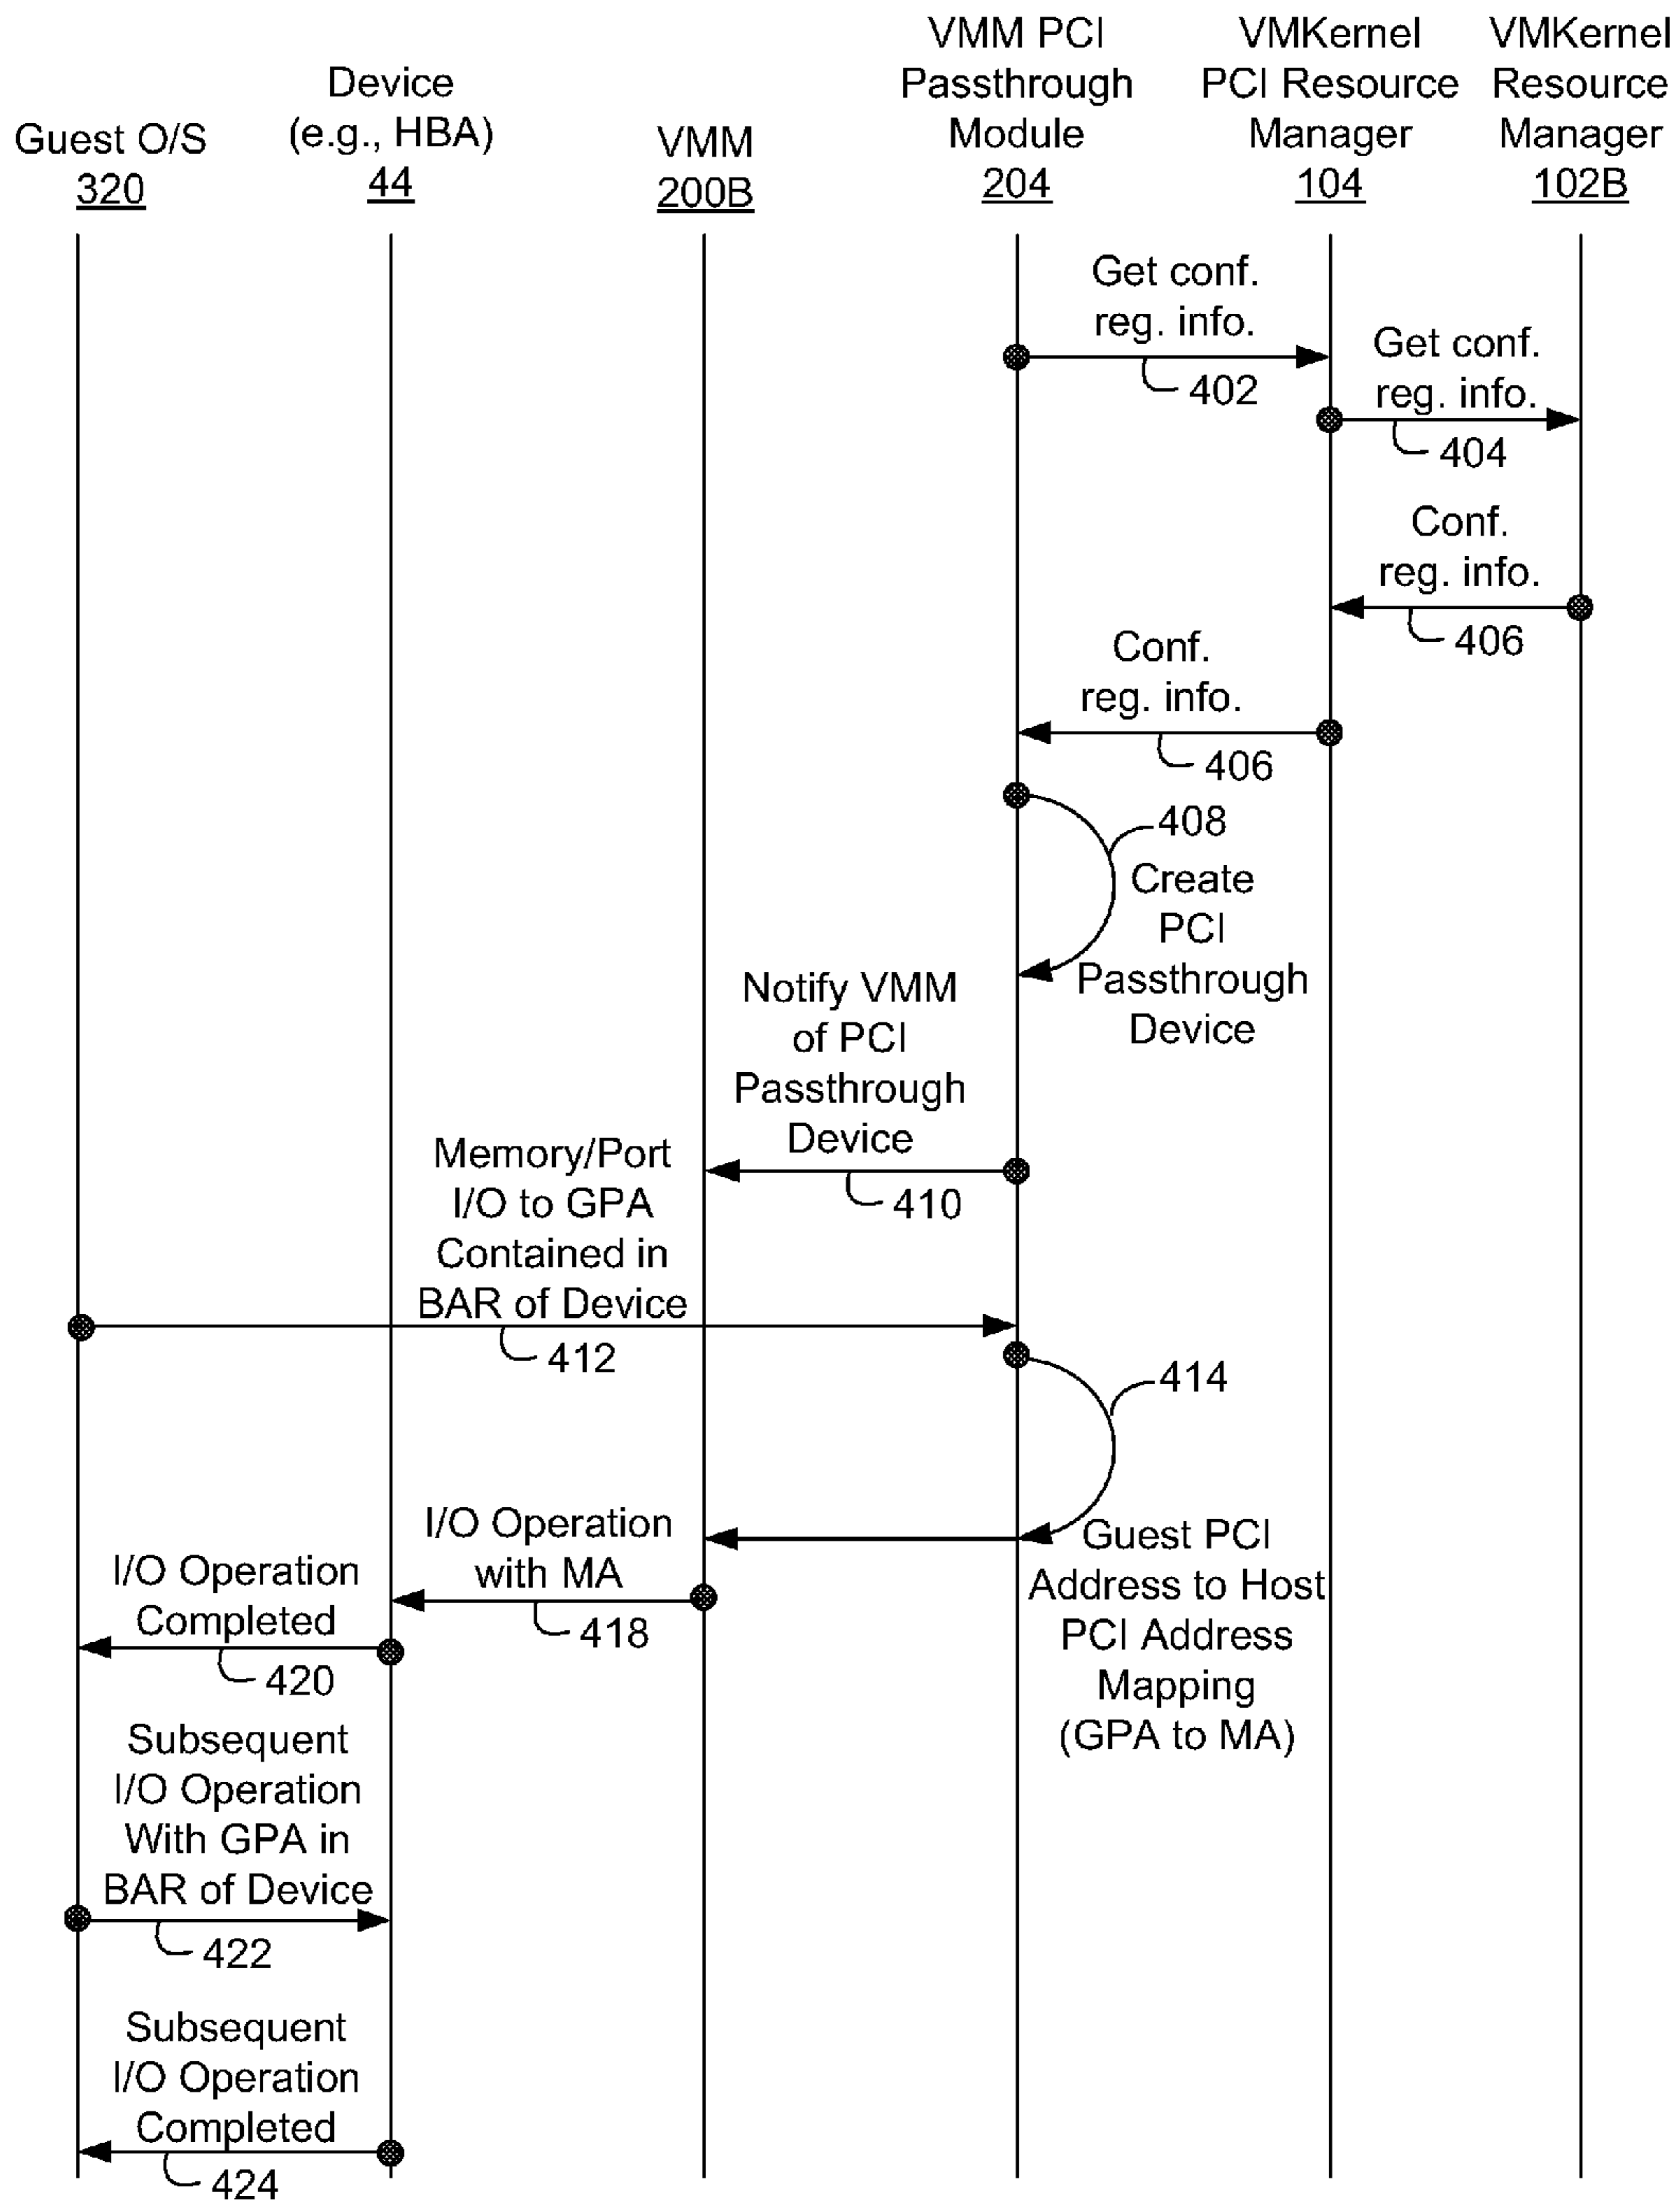 Guest O/S
320
Device
(e.g., HBA)
44
VMM
200B
VMM PCI
Passthrough
Module
204
VMKernel
PCI Resource
Manager
104
VMKernel
Resource
Manager
102B
Get conf.
reg. info.
402
Get conf.
reg. info.
404
Conf.
reg. info.
406
Conf.
reg. info.
406
408
Create
PCI
Passthrough
Device
Notify VMM
of PCI
Passthrough
Device
410
Memory/Port
I/O to GPA
Contained in
BAR of Device
412
414
Guest PCI
Address to Host
PCI Address
Mapping
(GPA to MA)
I/O Operation
with MA
418
I/O Operation
Completed
420
Subsequent
I/O Operation
With GPA in
BAR of Device
422
Subsequent
I/O Operation
Completed
424